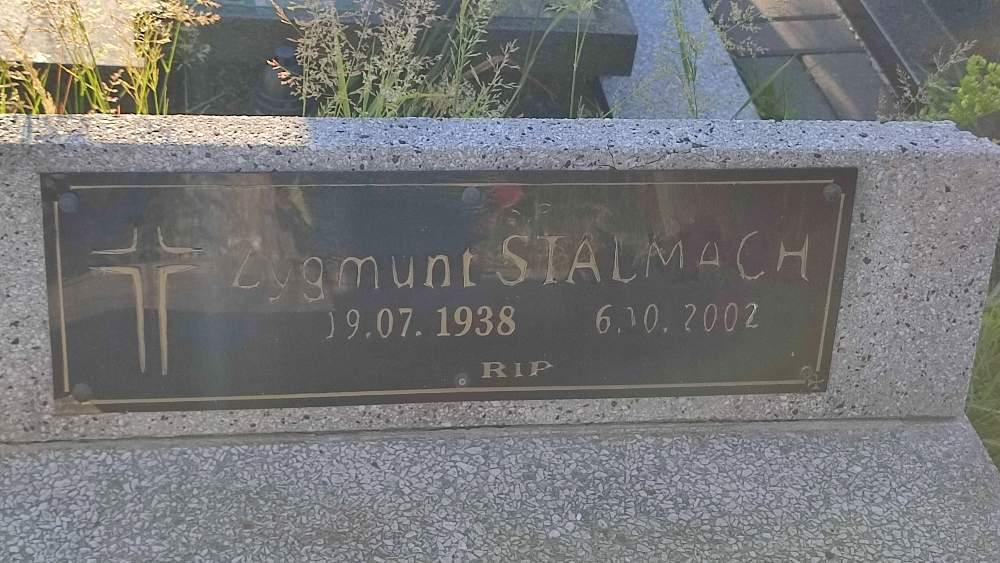 Zygmunt STALMACH
19.07.1938 6.10.2002
RIP